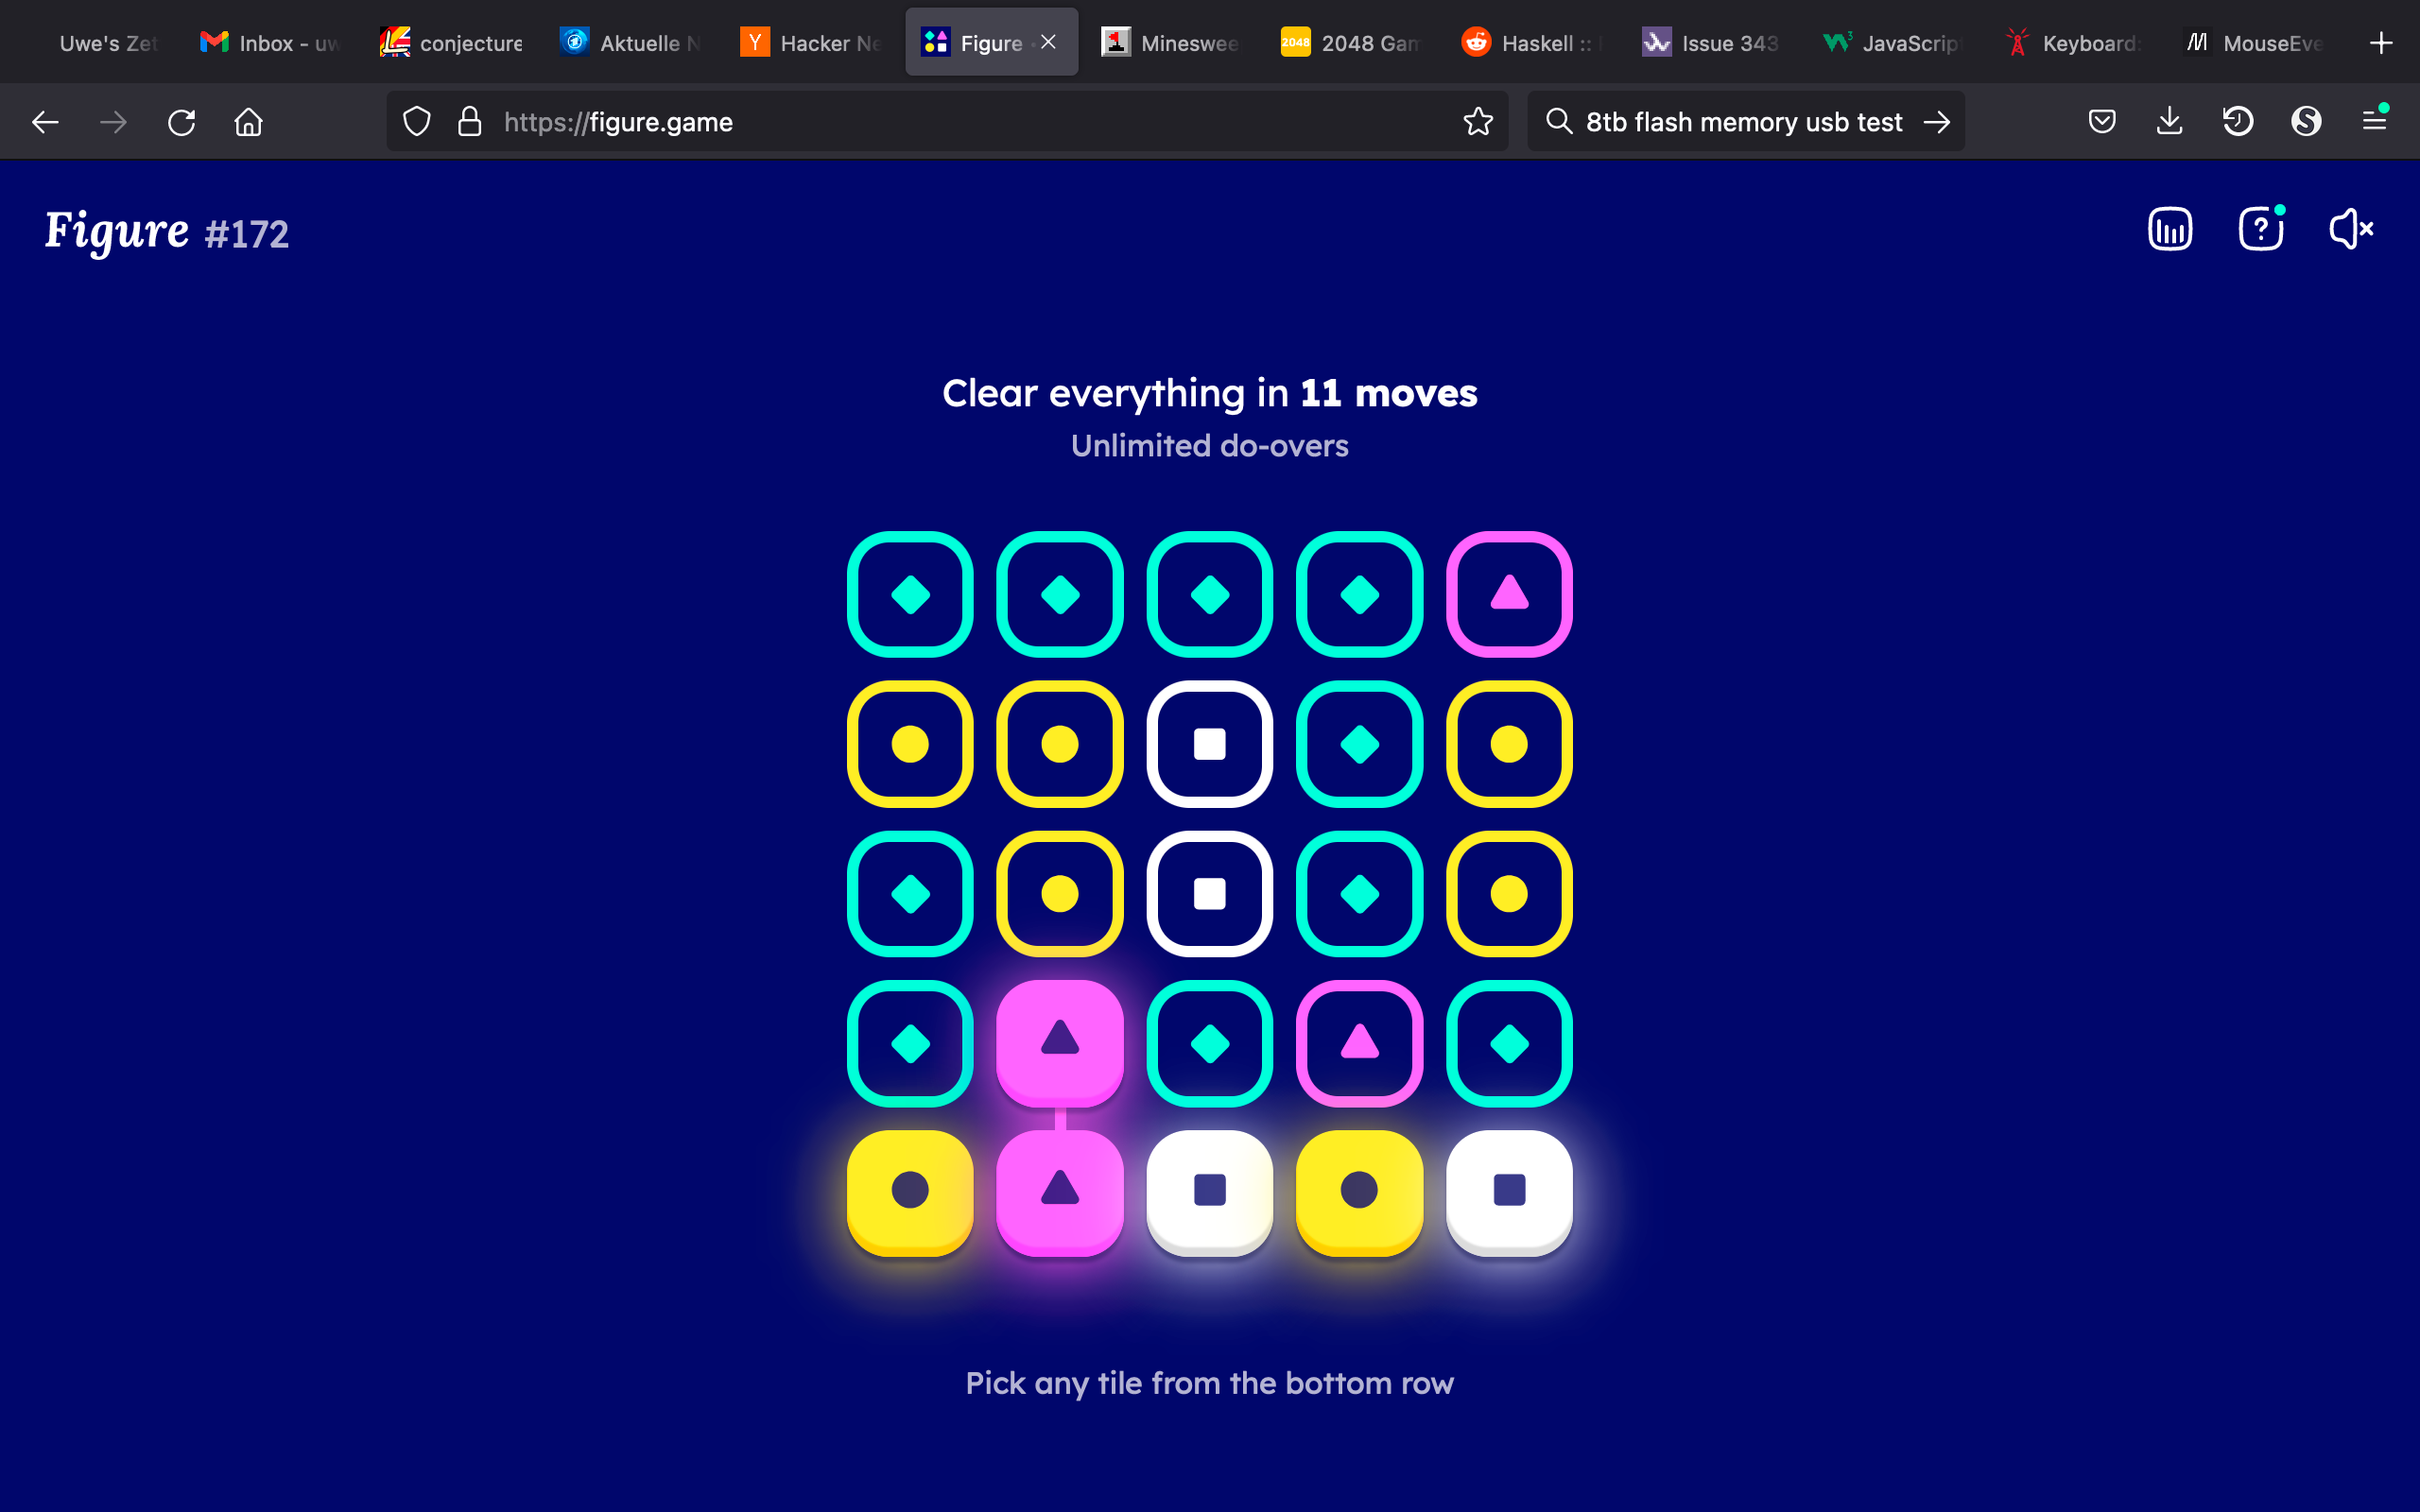 Uwe's Zet
Inbox - uw
conjecture
Aktuelle N
Hacker Ne
Figure
Mineswee
2048
2048 Gam
Haskell ::
Issue 343
JavaScrip
Keyboard
MouseEve
https://figure.game
8tb flash memory usb test
Figure #172
Clear everything in 11 moves
Unlimited do-overs
Pick any tile from the bottom row